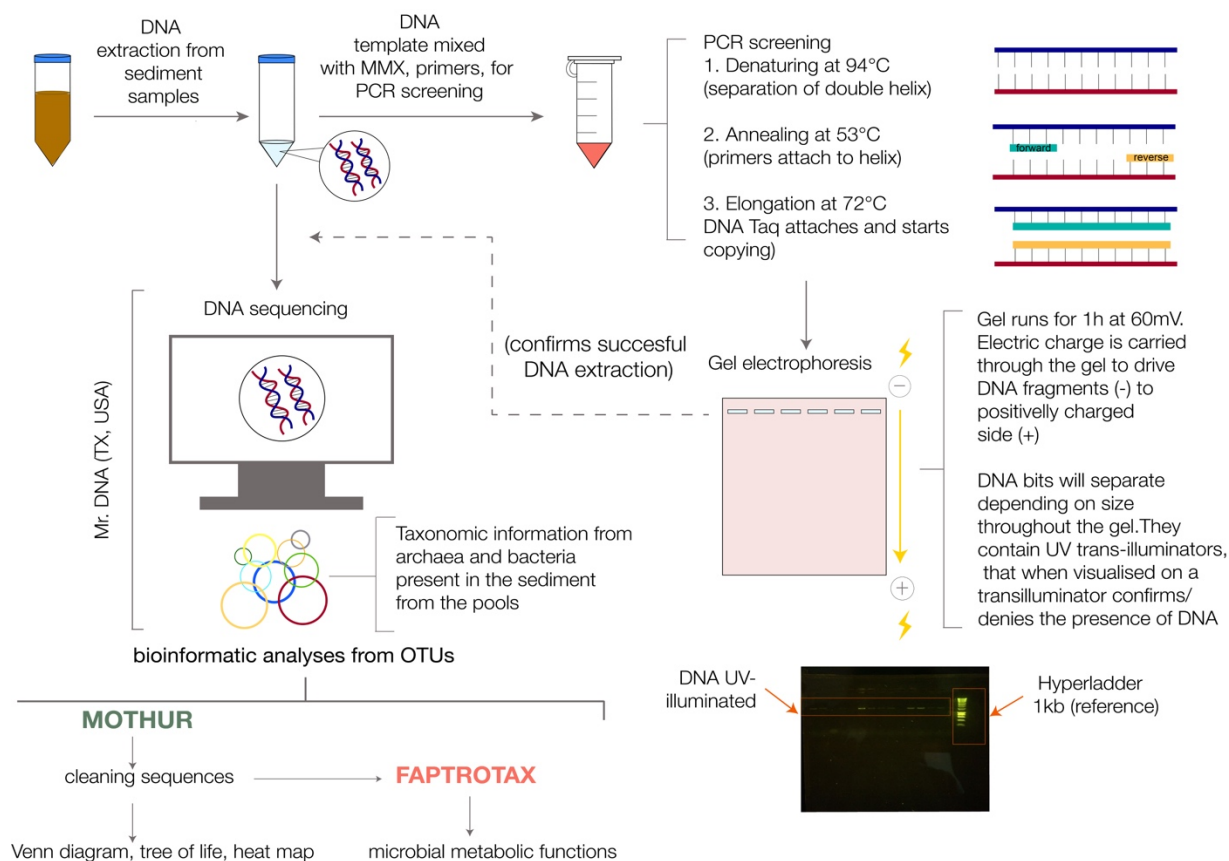 DNA
extraction from
sediment
samples
DNA
template mixed
with MMX, primers, for
PCR screening
PCR screening
1. Denaturing at 94°C
(separation of double helix)
2. Annealing at 53°C
(primers attach to helix)
3. Elongation at 72°C
DNA Taq attaches and starts
copying)
forward
reverse
Mr. DNA (TX, USA)
DNA sequencing
(confirms succesful
DNA extraction)
Gel electrophoresis
−
+
Gel runs for 1h at 60mV.
Electric charge is carried
through the gel to drive
DNA fragments (-) to
positivelly charged
side (+)
DNA bits will separate
depending on size
throughout the gel.They
contain UV trans-illuminators,
that when visualised on a
transilluminator confirms/
denies the presence of DNA
Taxonomic information from
archaea and bacteria
present in the sediment
from the pools
bioinformatic analyses from OTUs
DNA UV-
illuminated
Hyperladder
1kb (reference)
MOTHUR
cleaning sequences
FAPTROTAX
Venn diagram, tree of life, heat map
microbial metabolic functions